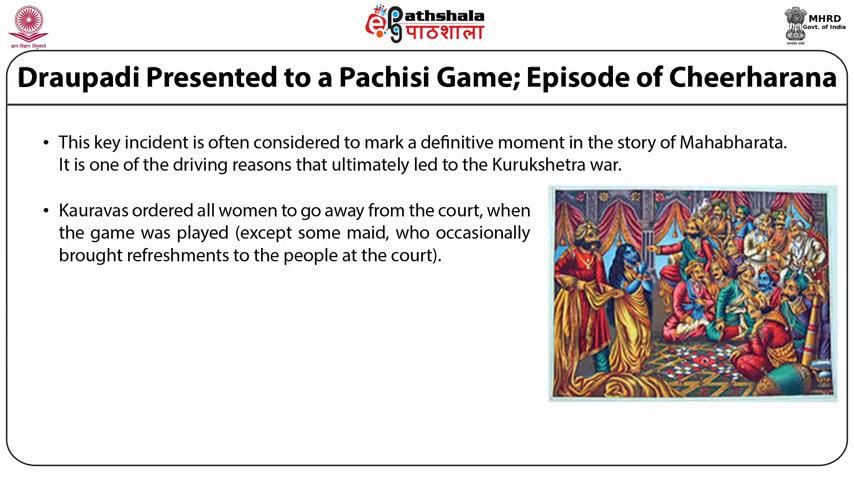 ePathshala
पाठशाला
MHRD
Govt. of India
Draupadi Presented to a Pachisi Game; Episode of Cheerharana
• This key incident is often considered to mark a definitive moment in the story of Mahabharata.
It is one of the driving reasons that ultimately led to the Kurukshetra war.
• Kauravas ordered all women to go away from the court, when
the game was played (except some maid, who occasionally
brought refreshments to the people at the court).